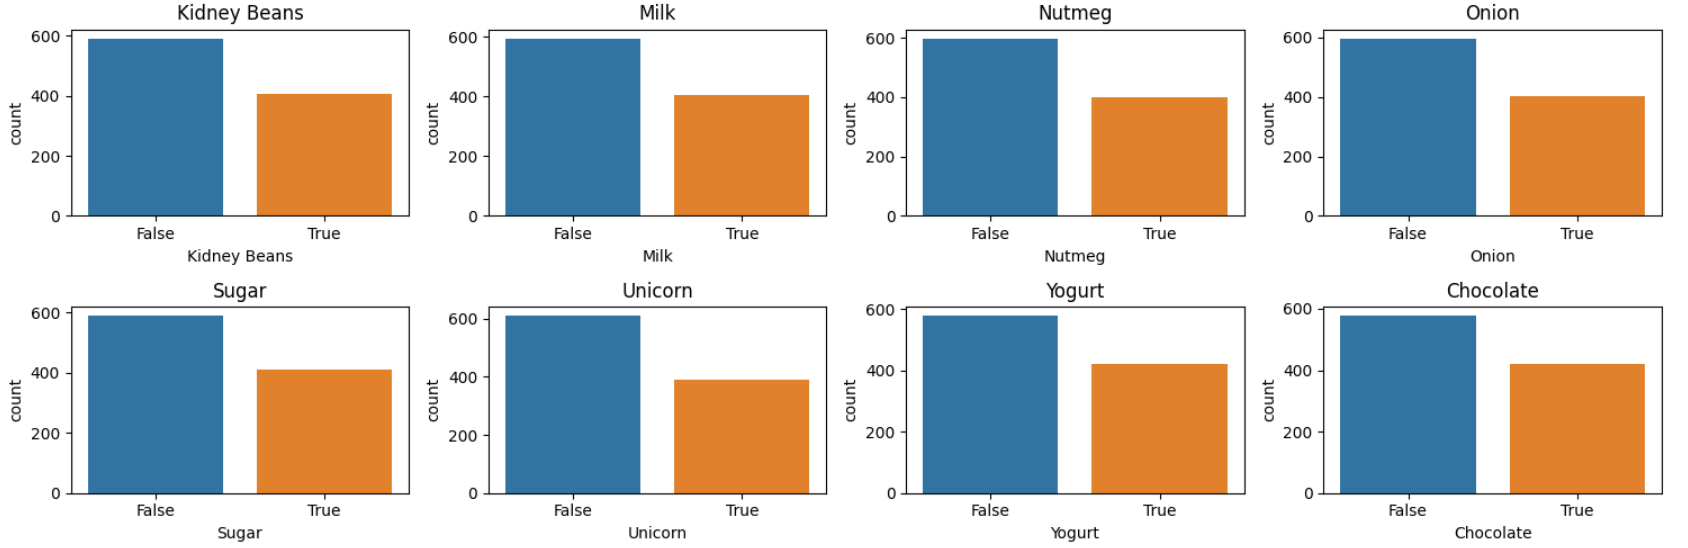 Kidney Beans Milk Nutmeg Onion
600 600 600 600
400 400 400 400
count count count count
200 200 200 200
0 0 0 0
False True False True False True False True
Kidney Beans Milk Nutmeg Onion
Sugar Unicorn Yogurt Chocolate
600 600 600 600
400 400 400 400
count count count count
200 200 200 200
0 0 0 0
False True False True False True False True
Sugar Unicorn Yogurt Chocolate